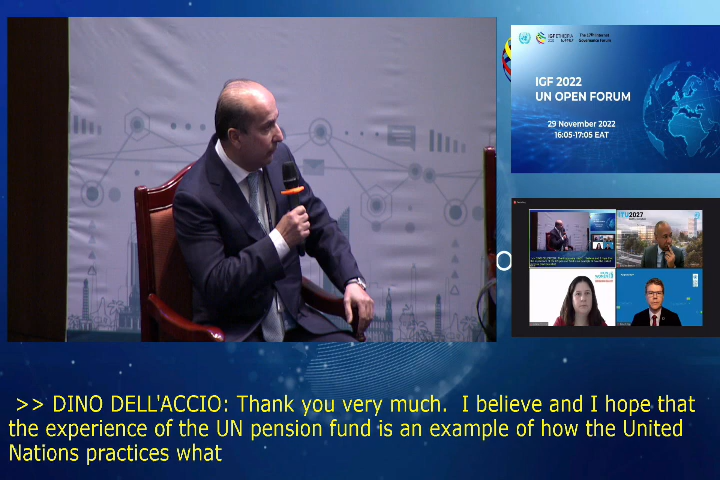 IGF 2022
UN OPEN FORUM
29 November 2022
16:05-17:05 EAT
ITU2027
>> DINO DELL'ACCIO: Thank you very much.  I believe and I hope that
the experience of the UN pension fund is an example of how the United
Nations practices what